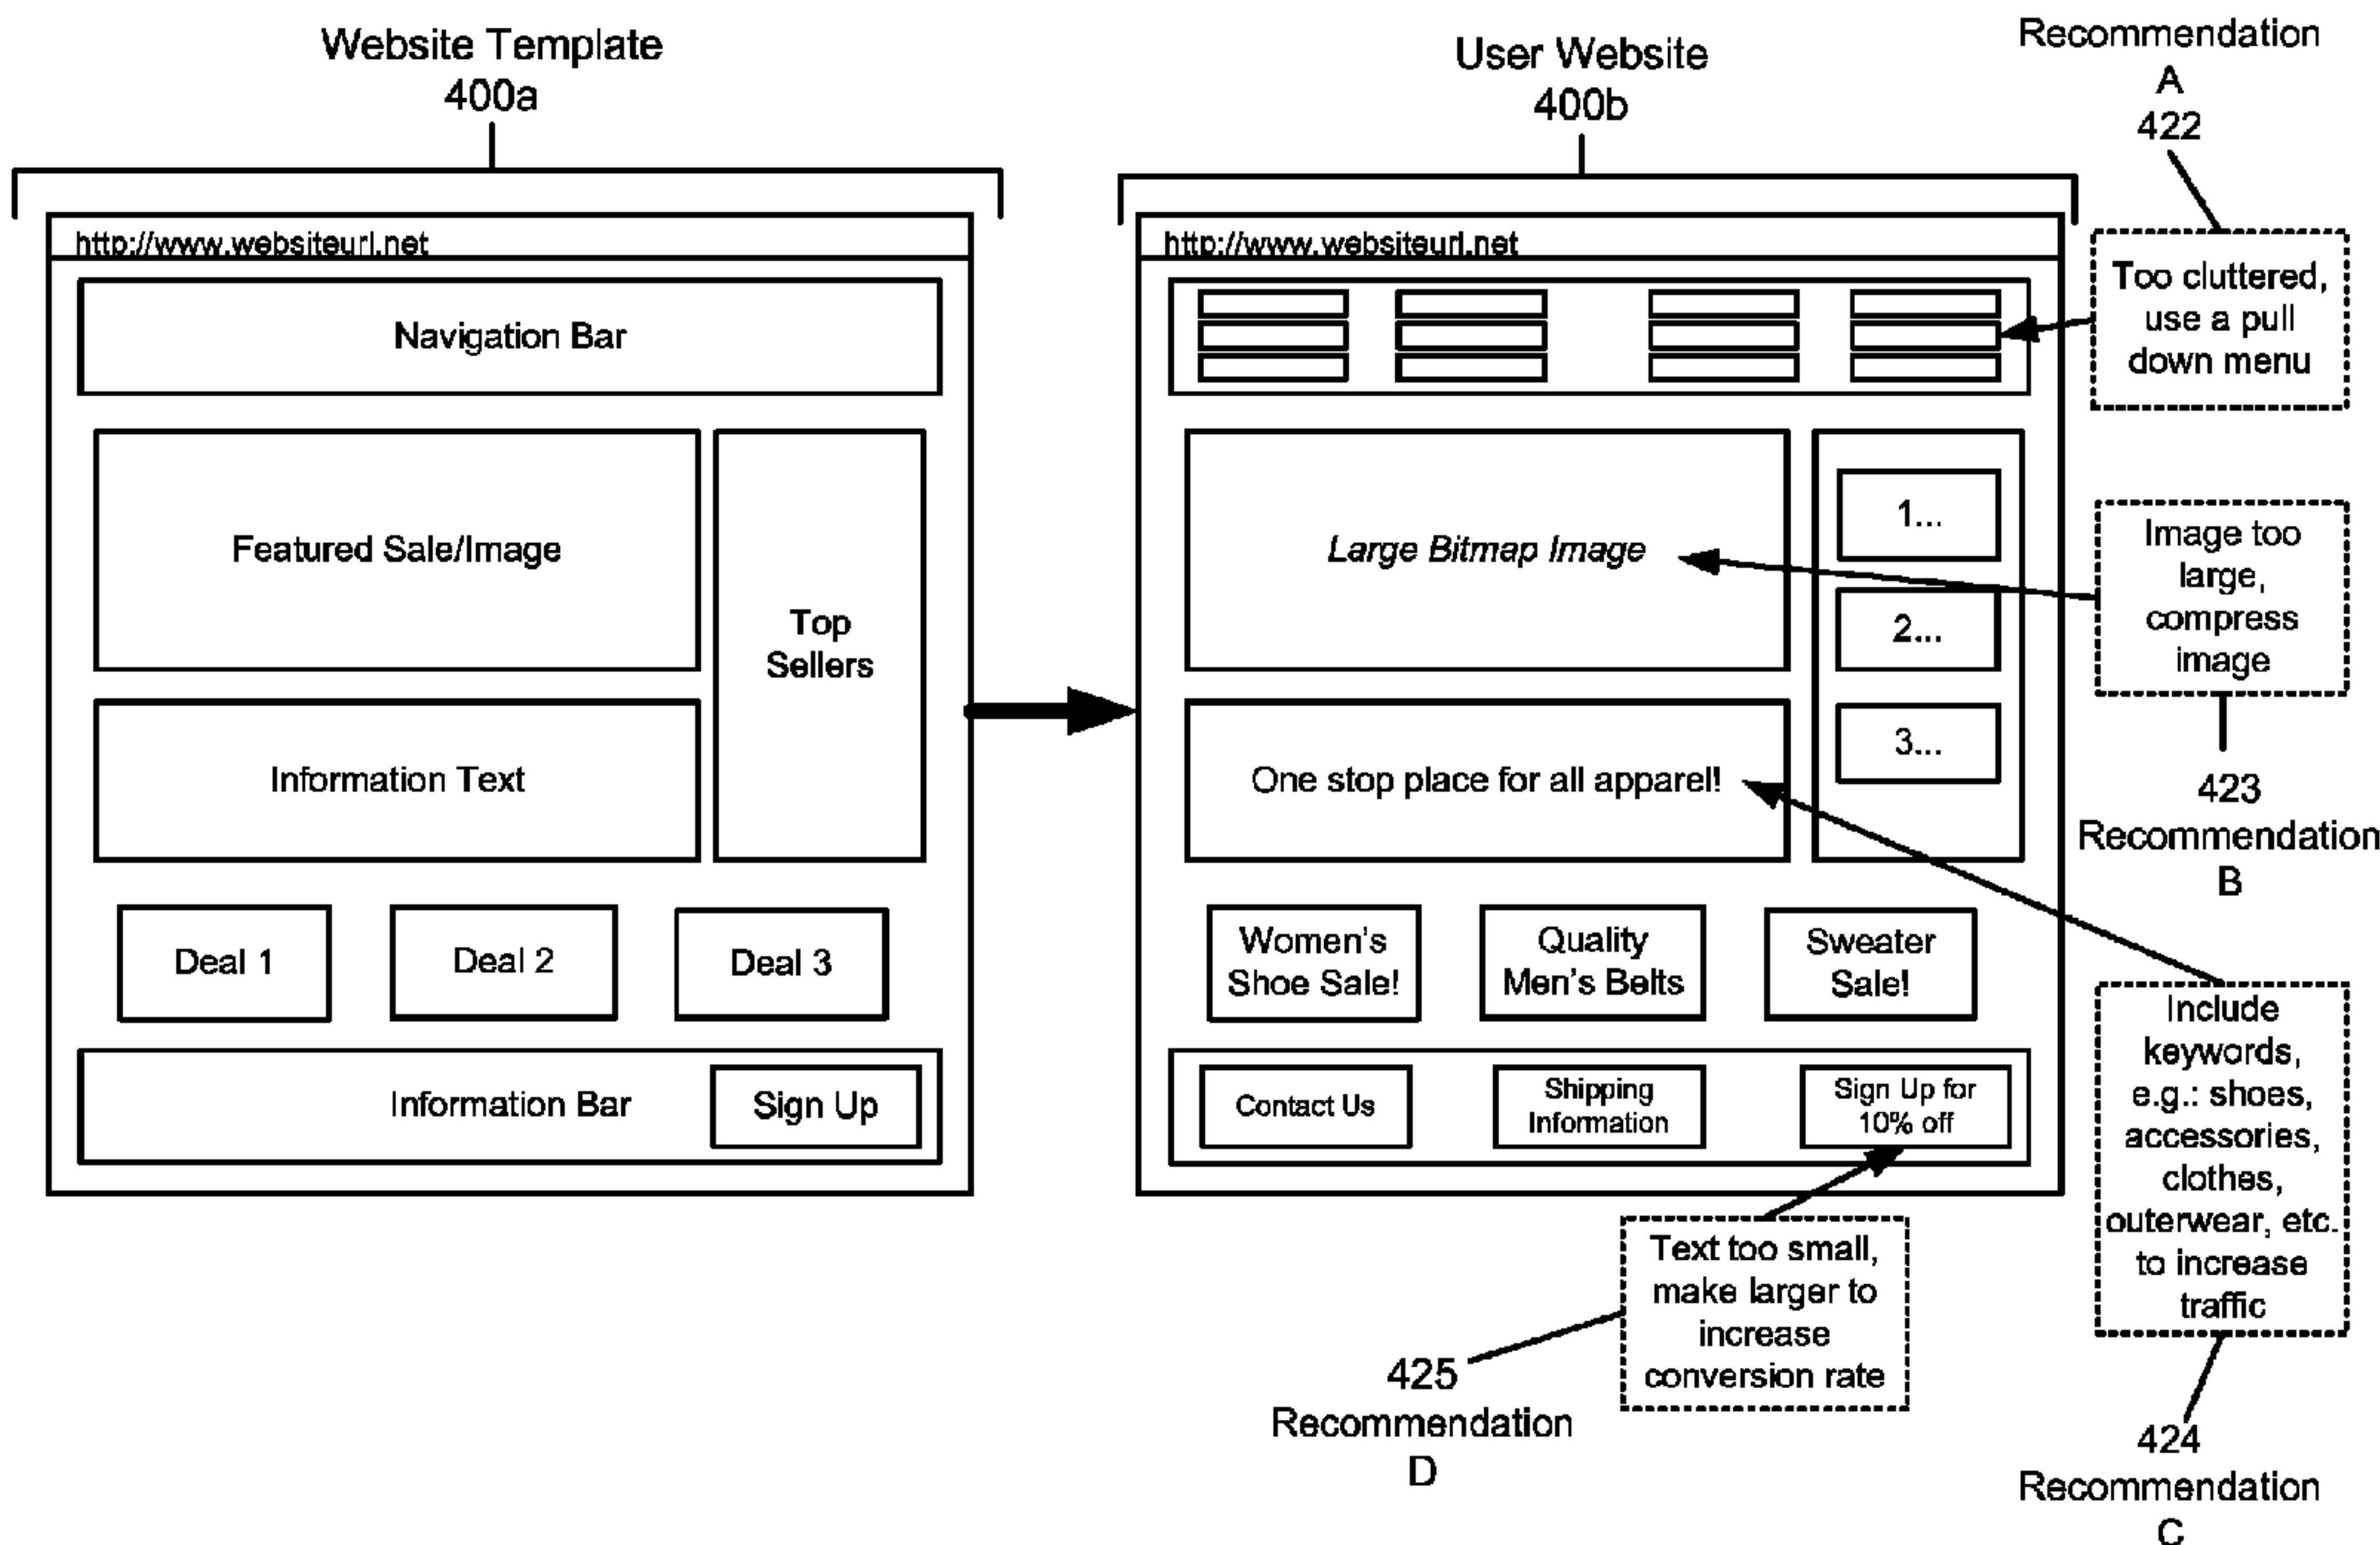 Website Template
400a
http://www.websiteurl.net
Navigation Bar
Featured Sale/Image
Top
Sellers
Information Text
Deal 1
Deal 2
Deal 3
Information Bar
Sign Up
User Website
400b
http://www.websiteurl.net
Large Bitmap Image
1...
2...
3...
One stop place for all apparel!
Women's
Shoe Sale!
Quality
Men's Belts
Sweater
Sale!
Contact Us
Shipping
Information
Sign Up for
10% off
Recommendation
A
422
Too cluttered,
use a pull
down menu
Image too
large,
compress
image
423
Recommendation
B
Include
keywords,
e.g.: shoes,
accessories,
clothes,
outerwear, etc.
to increase
traffic
424
Recommendation
C
Text too small,
make larger to
increase
conversion rate
425
Recommendation
D